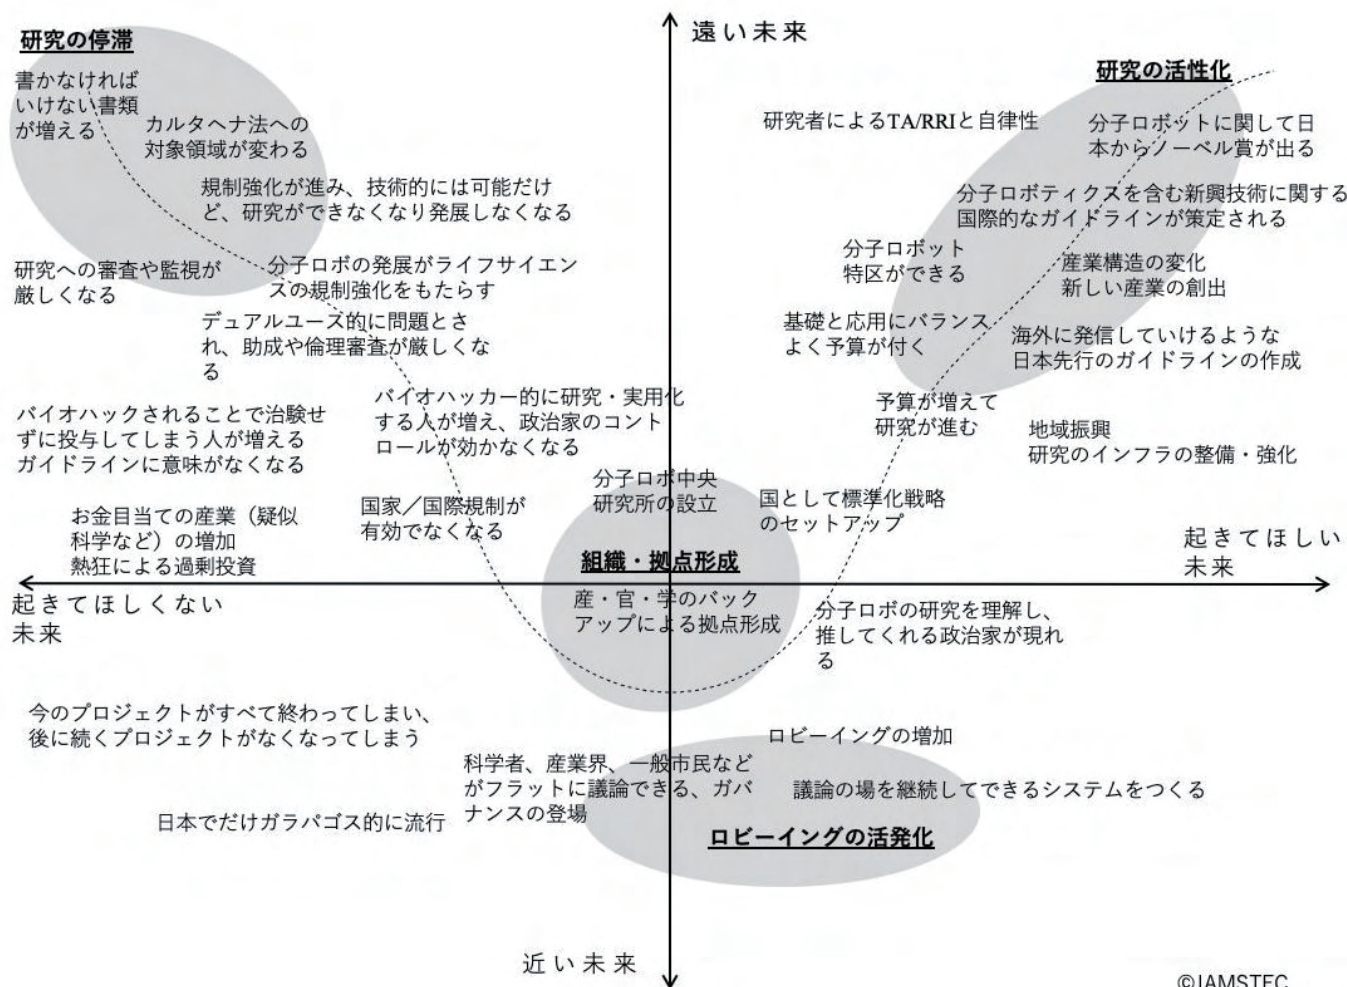 遠い未来
研究の停滞
書かなければ
いけない書類
が増える
カルタヘナ法への
対象領域が変わる
規制強化が進み、技術的には可能だけ
ど、研究ができなくなり発展しなくなる
研究への審査や監視が
厳しくなる
分子ロボの発展がライフサイエン
スの規制強化をもたらす
デュアルユース的に問題とさ
れ、助成や倫理審査が厳しくな
る
バイオハッカー的に研究・実用化
する人が増え、政治家のコント
ロールが効かなくなる
バイオハックされることで治験せ
ずに投与してしまう人が増える
ガイドラインに意味がなくなる
国家／国際規制が
有効でなくなる
お金目当ての産業（疑似
科学など）の増加
熱狂による過剰投資
研究の活性化
研究者によるTA/RRIと自律性
分子ロボットに関して日
本からノーベル賞が出る
分子ロボティクスを含む新興技術に関する
国際的なガイドラインが策定される
分子ロボット
特区ができる
産業構造の変化
新しい産業の創出
基礎と応用にバランス
よく予算が付く
海外に発信していけるような
日本先行のガイドラインの作成
予算が増えて
研究が進む
地域振興
研究のインフラの整備・強化
分子ロボ中央
研究所の設立
国として標準化戦略
のセットアップ
組織・拠点形成
起きてほしい
未来
起きてほしくない
未来
産・官・学のバック
アップによる拠点形成
分子ロボの研究を理解し、
推してくれる政治家が現れ
る
今のプロジェクトがすべて終わってしまい、
後に続くプロジェクトがなくなってしまう
ロビーイングの増加
科学者、産業界、一般市民など
がフラットに議論できる、ガバ
ナンスの登場
議論の場を継続してできるシステムをつくる
日本でだけガラパゴス的に流行
ロビーイングの活発化
近い未来
©JAMSTEC